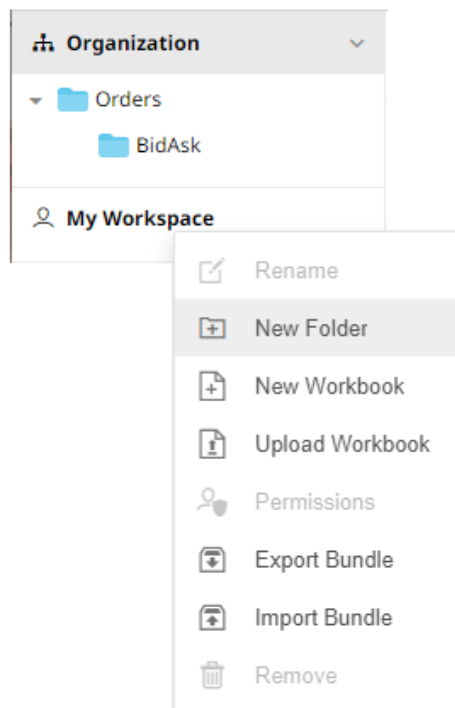 Organization
Orders
BidAsk
My Workspace
Rename
New Folder
New Workbook
Upload Workbook
Permissions
Export Bundle
Import Bundle
Remove